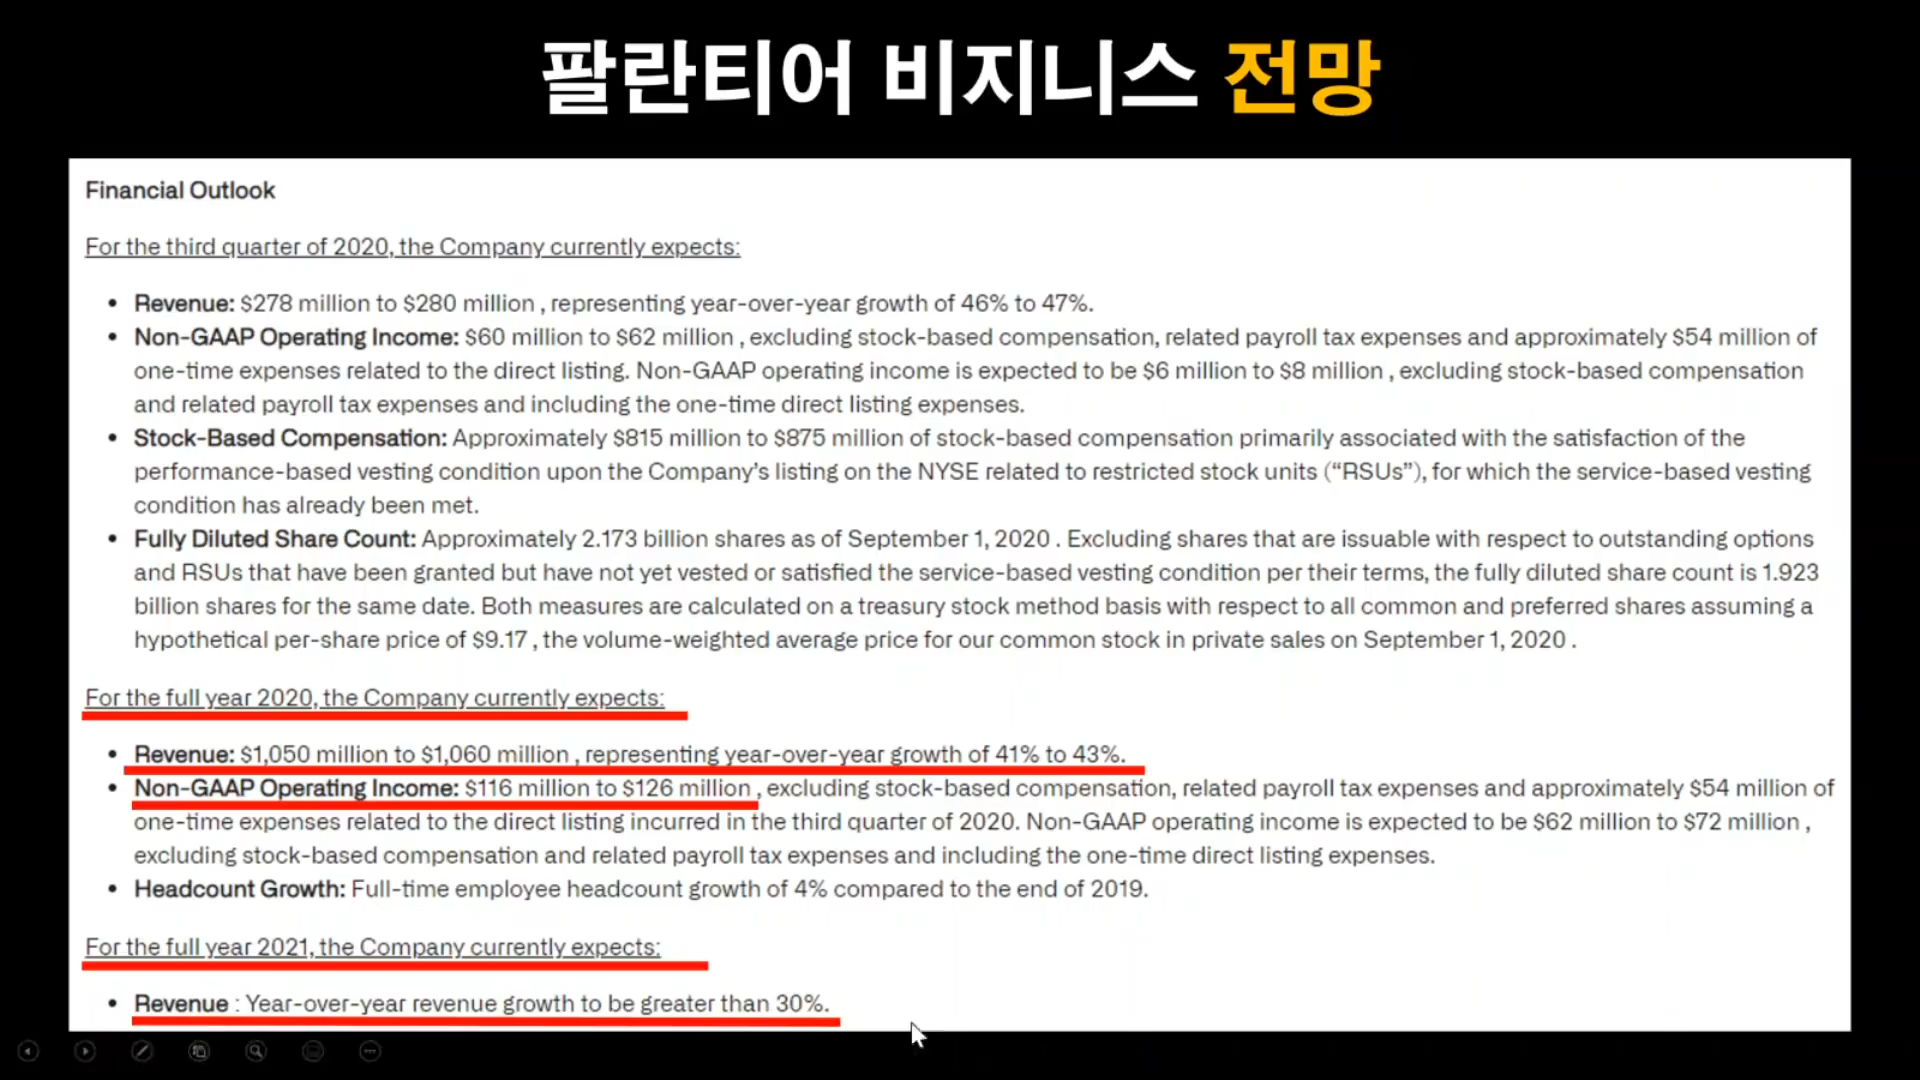 팔란티어 비지니스 전망
Financial Outlook
For the third quarter of 2020, the Company currently expects:
• Revenue: $278 million to $280 million , representing year-over-year growth of 46% to 47%.
• Non-GAAP Operating Income: $60 million to $62 million , excluding stock-based compensation, related payroll tax expenses and approximately $54 million of
one-time expenses related to the direct listing. Non-GAAP operating income is expected to be $6 million to $8 million , excluding stock-based compensation
and related payroll tax expenses and including the one-time direct listing expenses.
• Stock-Based Compensation: Approximately $815 million to $875 million of stock-based compensation primarily associated with the satisfaction of the
performance-based vesting condition upon the Company’s listing on the NYSE related to restricted stock units (“RSUs”), for which the service-based vesting
condition has already been met.
• Fully Diluted Share Count: Approximately 2.173 billion shares as of September 1, 2020 . Excluding shares that are issuable with respect to outstanding options
and RSUs that have been granted but have not yet vested or satisfied the service-based vesting condition per their terms, the fully diluted share count is 1.923
billion shares for the same date. Both measures are calculated on a treasury stock method basis with respect to all common and preferred shares assuming a
hypothetical per-share price of $9.17 , the volume-weighted average price for our common stock in private sales on September 1, 2020 .
For the full year 2020, the Company currently expects:
• Revenue: $1,050 million to $1,060 million , representing year-over-year growth of 41% to 43%.
• Non-GAAP Operating Income: $116 million to $126 million , excluding stock-based compensation, related payroll tax expenses and approximately $54 million of
one-time expenses related to the direct listing incurred in the third quarter of 2020. Non-GAAP operating income is expected to be $62 million to $72 million ,
excluding stock-based compensation and related payroll tax expenses and including the one-time direct listing expenses.
• Headcount Growth: Full-time employee headcount growth of 4% compared to the end of 2019.
For the full year 2021, the Company currently expects:
• Revenue : Year-over-year revenue growth to be greater than 30%.